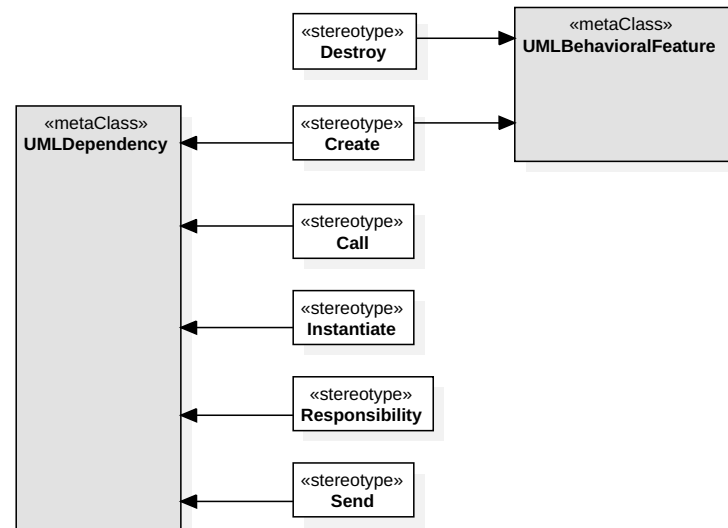 «stereotype»
Destroy
«metaClass»
UMLBehavioralFeature
«metaClass»
UMLDependency
«stereotype»
Create
«stereotype»
Call
«stereotype»
Instantiate
«stereotype»
Responsibility
«stereotype»
Send